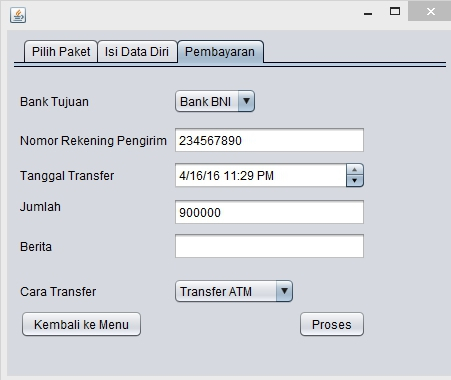 Pilih Paket Isi Data Diri Pembayaran
Bank Tujuan Bank BNI
Nomor Rekening Pengirim 234567890
Tanggal Transfer 4/16/16 11:29 PM
Jumlah 900000
Berita
Cara Transfer Transfer ATM
Kembali ke Menu Proses